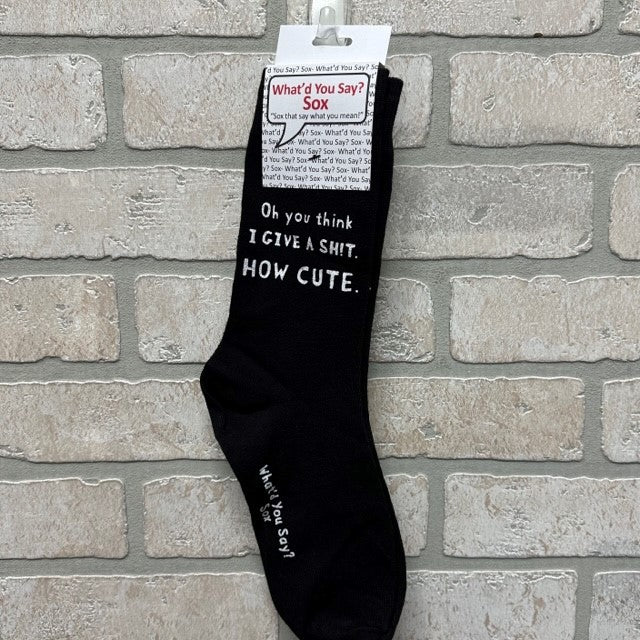 What'd You Say?
Sox
"Sox that say what you mean!"
Oh you think
I GIVE A SH!T.
HOW CUTE.
What'd You Say?
Sox